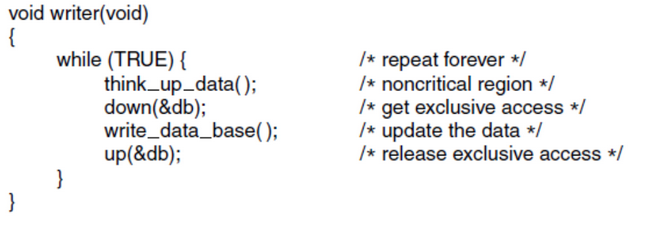 void writer(void)
{
while (TRUE) { /* repeat forever */
think_up_data( ); /* noncritical region */
down(&db); /* get exclusive access */
write_data_base( ); /* update the data */
up(&db); /* release exclusive access */
}
}